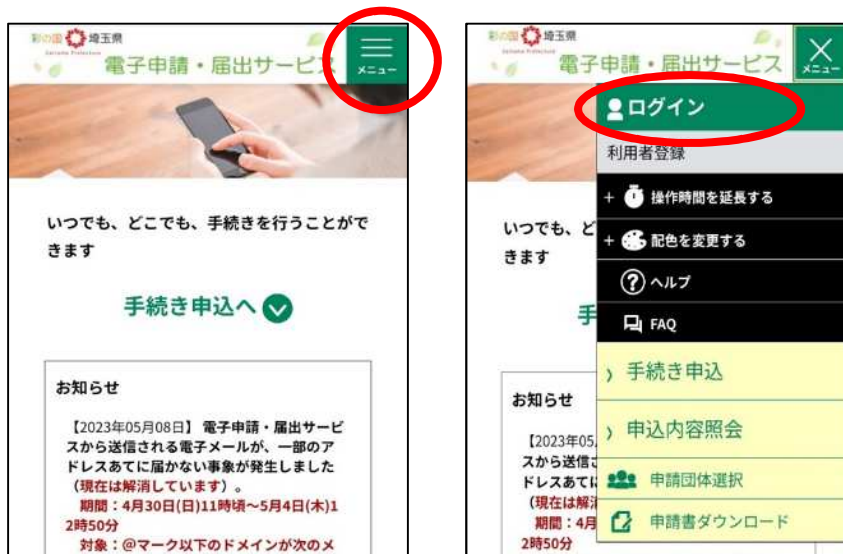 彩の国 埼玉県
Saitama Prefecture
電子申請・届出サービス
メニュー
いつでも、どこでも、手続きを行うことがで
きます
手続き申込へ
お知らせ
【2023年05月08日】電子申請・届出サービ
スから送信される電子メールが、一部のア
ドレスあてに届かない事象が発生しました
（現在は解消しています）。
期間：4月30日(日)11時頃～5月4日(木)1
2時50分
対象：@マーク以下のドメインが次のメ
彩の国 埼玉県
Saitama Prefecture
電子申請・届出サービス
メニュー
ログイン
利用者登録
+ 操作時間を延長する
+ 配色を変更する
ヘルプ
FAQ
手続き申込
申込内容照会
申請団体選択
申請書ダウンロード
いつでも、ど
きます
手
お知らせ
【2023年05
スから送信さ
ドレスあてに
（現在は解消
期間：4月
2時50分